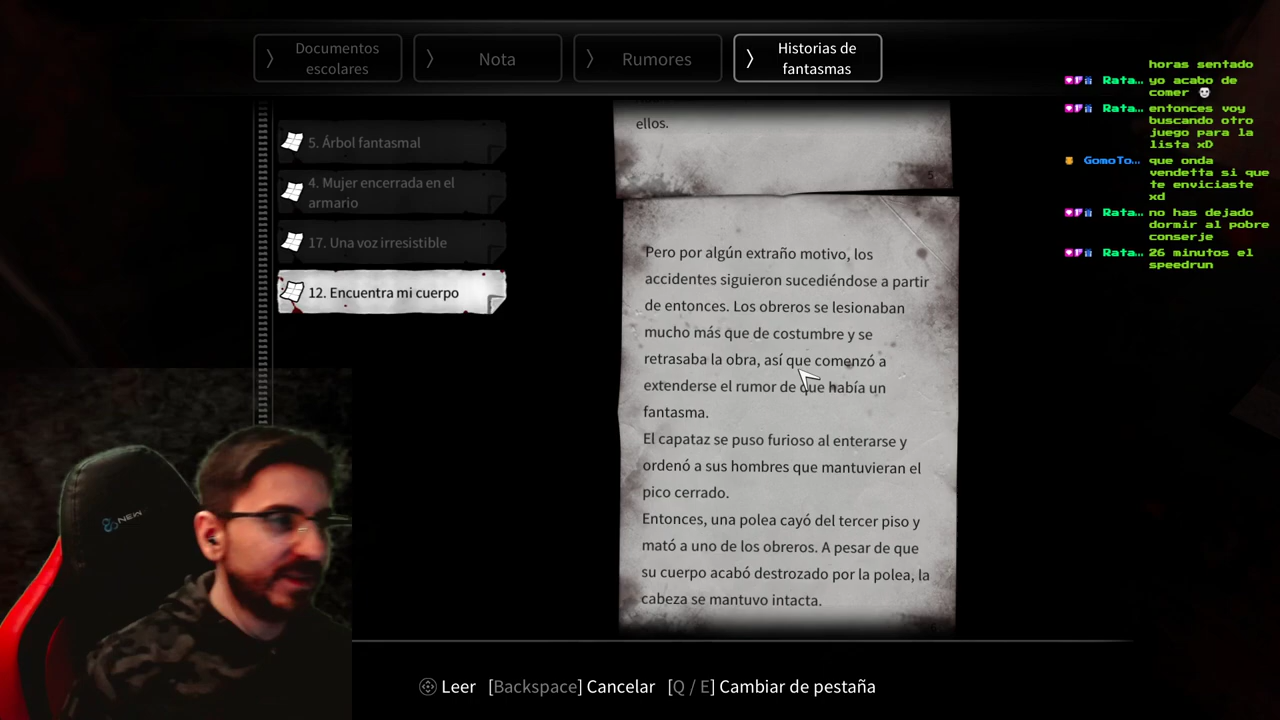 Documentos
escolares
Nota
Rumores
Historias de
fantasmas
5. Árbol fantasmal
4. Mujer encerrada en el
armario
17. Una voz irresistible
12. Encuentra mi cuerpo
ellos.
5
Pero por algún extraño motivo, los
accidentes siguieron sucediéndose a partir
de entonces. Los obreros se lesionaban
mucho más que de costumbre y se
retrasaba la obra, así que comenzó a
extenderse el rumor de que había un
fantasma.
El capataz se puso furioso al enterarse y
ordenó a sus hombres que mantuvieran el
pico cerrado.
Entonces, una polea cayó del tercer piso y
mató a uno de los obreros. A pesar de que
su cuerpo acabó destrozado por la polea, la
cabeza se mantuvo intacta.
Leer [Backspace] Cancelar [Q / E] Cambiar de pestaña
horas sentado
Rata... yo acabo de
comer
Rata... entonces voy
buscando otro
juego para la
lista xD
GomoTo... que onda
vendetta si que
te enviciaste
xd
Rata... no has dejado
dormir al pobre
conserje
Rata... 26 minutos el
speedrun
NEW